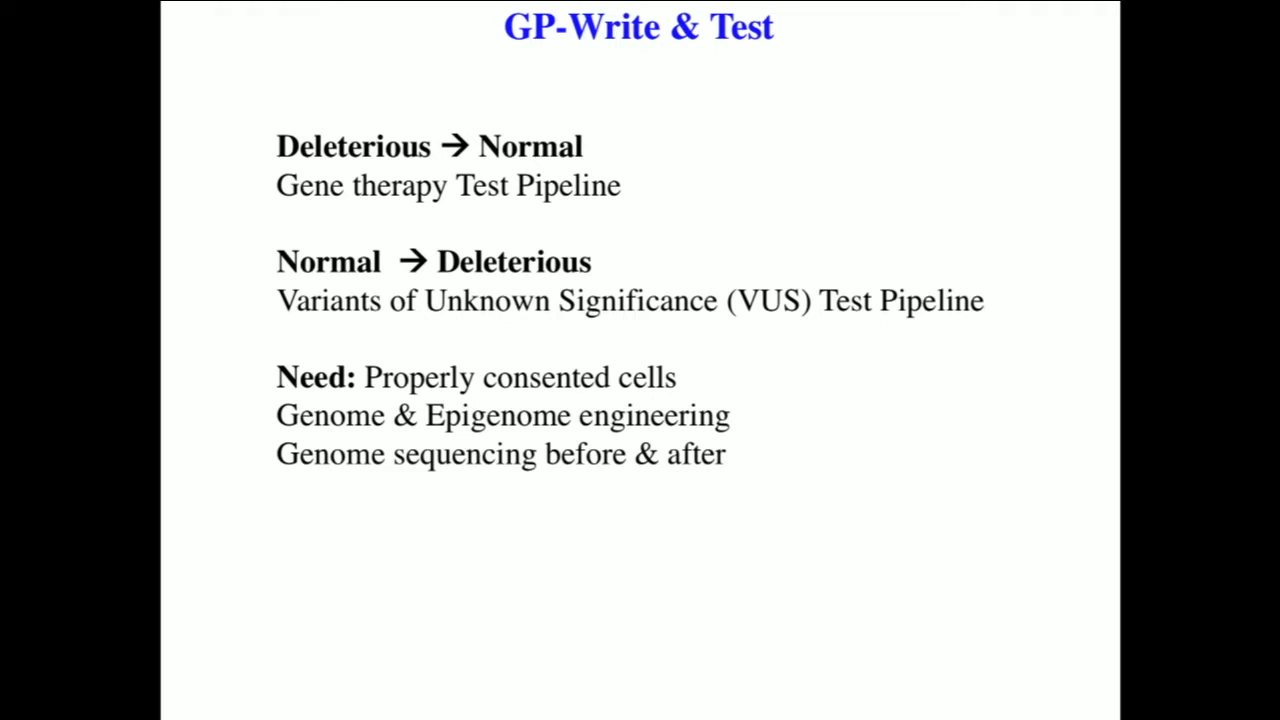 GP-Write & Test
Deleterious → Normal
Gene therapy Test Pipeline
Normal → Deleterious
Variants of Unknown Significance (VUS) Test Pipeline
Need: Properly consented cells
Genome & Epigenome engineering
Genome sequencing before & after